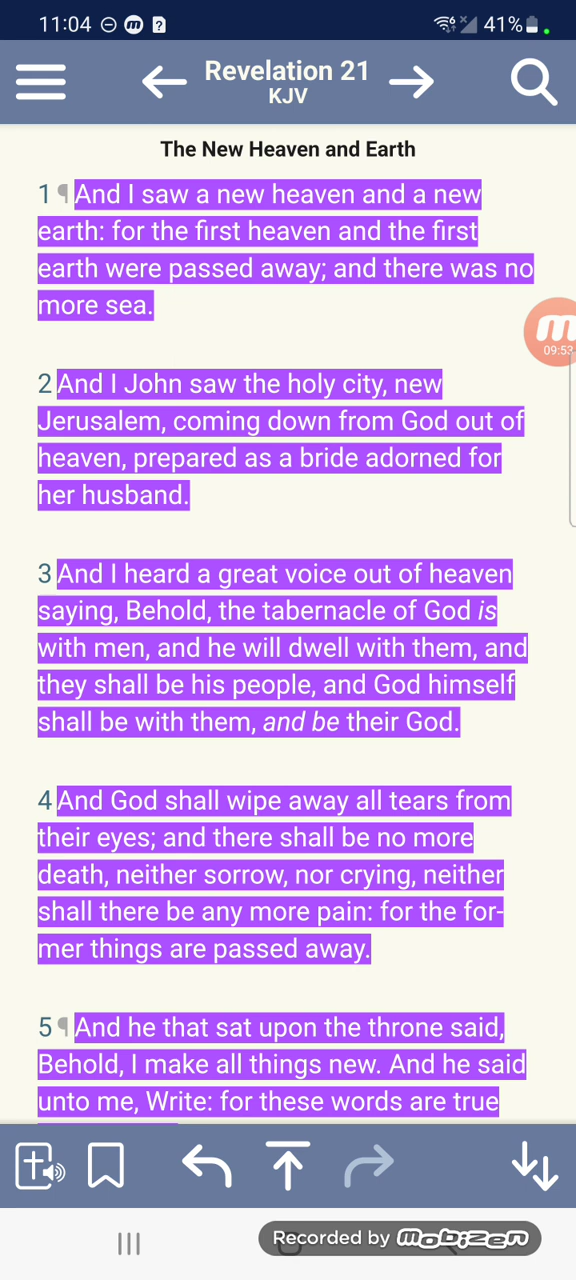 11:04
41%
Revelation 21
KJV
The New Heaven and Earth
1 ¶ And I saw a new heaven and a new
earth: for the first heaven and the first
earth were passed away; and there was no
more sea.
09:53
2 And I John saw the holy city, new
Jerusalem, coming down from God out of
heaven, prepared as a bride adorned for
her husband.
3 And I heard a great voice out of heaven
saying, Behold, the tabernacle of God is
with men, and he will dwell with them, and
they shall be his people, and God himself
shall be with them, and be their God.
4 And God shall wipe away all tears from
their eyes; and there shall be no more
death, neither sorrow, nor crying, neither
shall there be any more pain: for the for-
mer things are passed away.
5 ¶ And he that sat upon the throne said,
Behold, I make all things new. And he said
unto me, Write: for these words are true
Recorded by mobizen